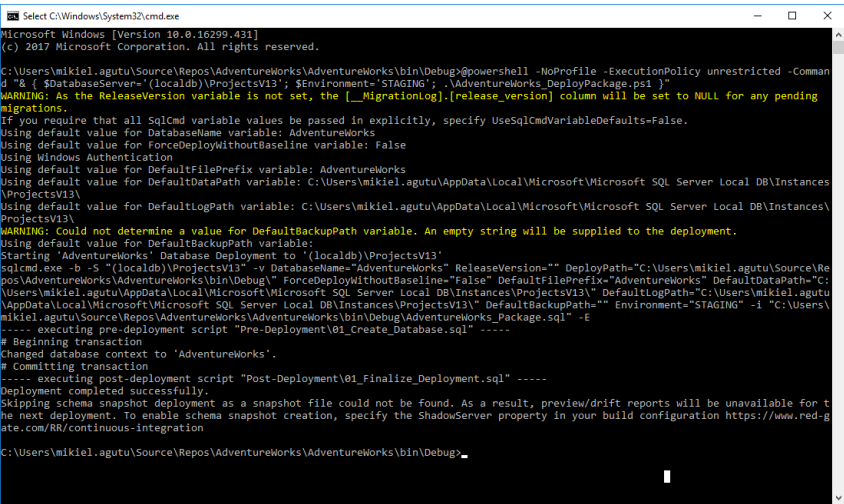 Select C:\Windows\System32\cmd.exe
Microsoft Windows [Version 10.0.16299.431]
(c) 2017 Microsoft Corporation. All rights reserved.
C:\Users\mikiel.agutu\Source\Repos\AdventureWorks\AdventureWorks\bin\Debug>@powershell -NoProfile -ExecutionPolicy unrestricted -Comman
d "& { $DatabaseServer='(localdb)\ProjectsV13'; $Environment='STAGING'; .\AdventureWorks_DeployPackage.ps1 }"
WARNING: As the ReleaseVersion variable is not set, the [__MigrationLog].[release_version] column will be set to NULL for any pending
migrations.
If you require that all SqlCmd variable values be passed in explicitly, specify UseSqlCmdVariableDefaults=False.
Using default value for DatabaseName variable: AdventureWorks
Using default value for ForceDeployWithoutBaseline variable: False
Using Windows Authentication
Using default value for DefaultFilePrefix variable: AdventureWorks
Using default value for DefaultDataPath variable: C:\Users\mikiel.agutu\AppData\Local\Microsoft\Microsoft SQL Server Local DB\Instances
\ProjectsV13\
Using default value for DefaultLogPath variable: C:\Users\mikiel.agutu\AppData\Local\Microsoft\Microsoft SQL Server Local DB\Instances\
ProjectsV13\
WARNING: Could not determine a value for DefaultBackupPath variable. An empty string will be supplied to the deployment.
Using default value for DefaultBackupPath variable:
Starting 'AdventureWorks' Database Deployment to '(localdb)\ProjectsV13'
sqlcmd.exe -b -S "(localdb)\ProjectsV13" -v DatabaseName="AdventureWorks" ReleaseVersion="" DeployPath="C:\Users\mikiel.agutu\Source\Re
pos\AdventureWorks\AdventureWorks\bin\Debug\" ForceDeployWithoutBaseline="False" DefaultFilePrefix="AdventureWorks" DefaultDataPath="C:
\Users\mikiel.agutu\AppData\Local\Microsoft\Microsoft SQL Server Local DB\Instances\ProjectsV13\" DefaultLogPath="C:\Users\mikiel.agutu
\AppData\Local\Microsoft\Microsoft SQL Server Local DB\Instances\ProjectsV13\" DefaultBackupPath="" Environment="STAGING" -i "C:\Users\
mikiel.agutu\Source\Repos\AdventureWorks\AdventureWorks\bin\Debug\AdventureWorks_Package.sql" -E
----- executing pre-deployment script "Pre-Deployment\01_Create_Database.sql" -----
# Beginning transaction
Changed database context to 'AdventureWorks'.
# Committing transaction
----- executing post-deployment script "Post-Deployment\01_Finalize_Deployment.sql" -----
Deployment completed successfully.
Skipping schema snapshot deployment as a snapshot file could not be found. As a result, preview/drift reports will be unavailable for t
he next deployment. To enable schema snapshot creation, specify the ShadowServer property in your build configuration https://www.red-g
ate.com/RR/continuous-integration
C:\Users\mikiel.agutu\Source\Repos\AdventureWorks\AdventureWorks\bin\Debug>